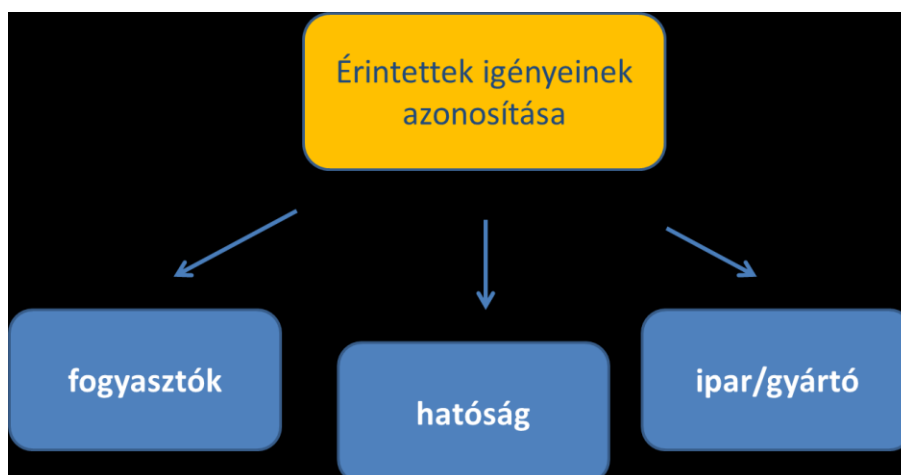 Érintettek igényeinek
azonosítása
fogyasztók
hatóság
ipar/gyártó